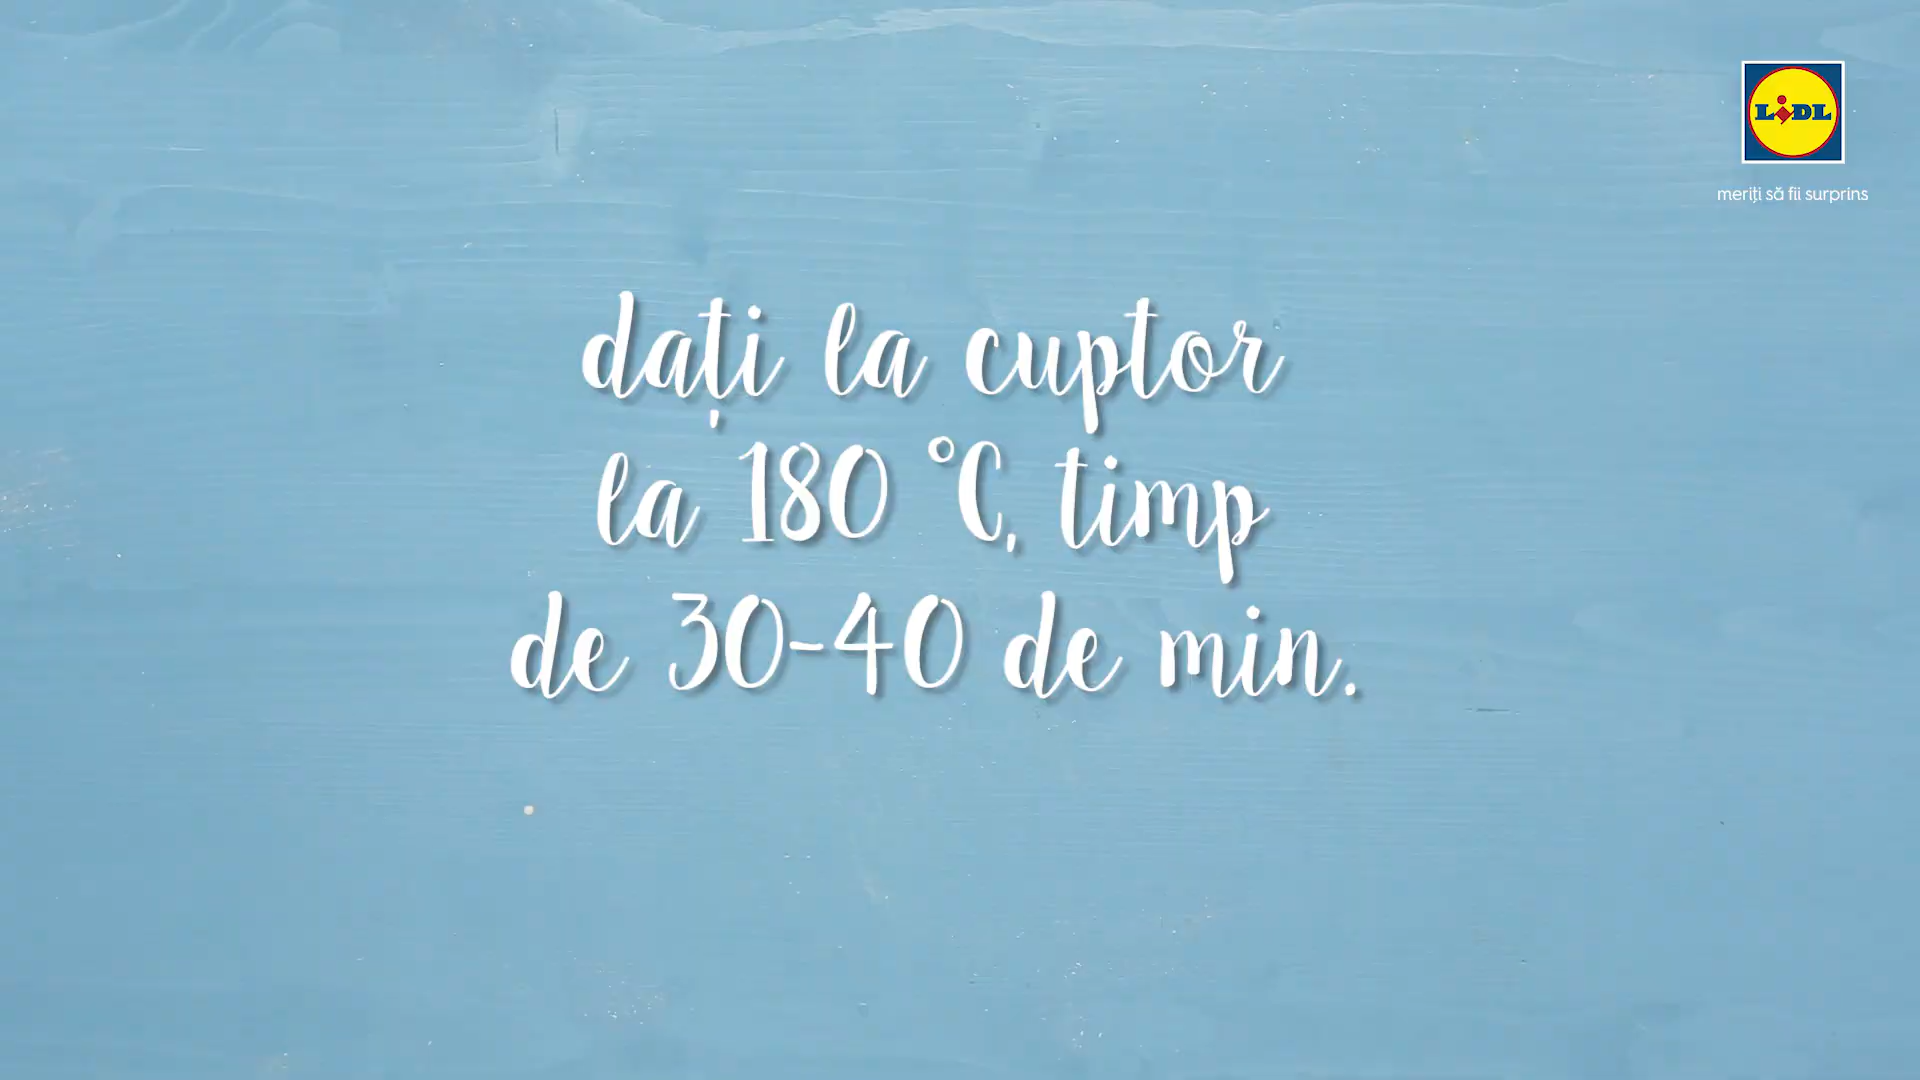 LIDL
meriți să fii surprins
dați la cuptor
la 180 °C, timp
de 30-40 de min.